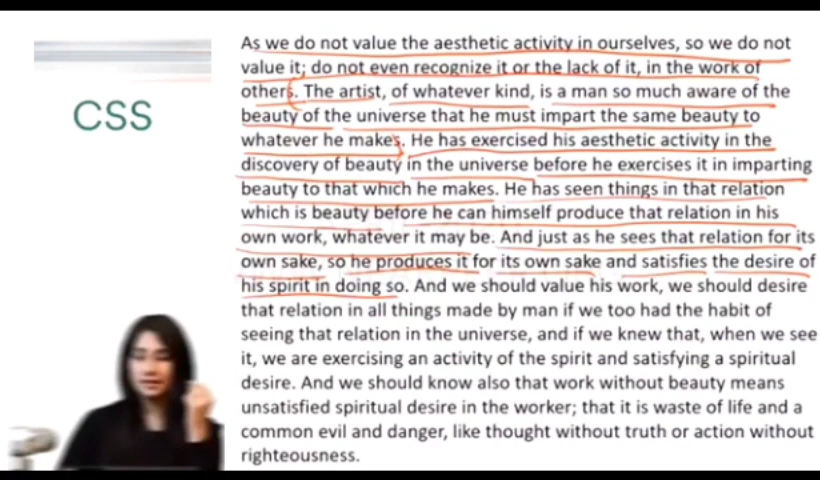 As we do not value the aesthetic activity in ourselves, so we do not
value it; do not even recognize it or the lack of it, in the work of
others. The artist, of whatever kind, is a man so much aware of the
beauty of the universe that he must impart the same beauty to
whatever he makes. He has exercised his aesthetic activity in the
discovery of beauty in the universe before he exercises it in imparting
beauty to that which he makes. He has seen things in that relation
which is beauty before he can himself produce that relation in his
own work, whatever it may be. And just as he sees that relation for its
own sake, so he produces it for its own sake and satisfies the desire of
his spirit in doing so. And we should value his work, we should desire
that relation in all things made by man if we too had the habit of
seeing that relation in the universe, and if we knew that, when we see
it, we are exercising an activity of the spirit and satisfying a spiritual
desire. And we should know also that work without beauty means
unsatisfied spiritual desire in the worker; that it is waste of life and a
common evil and danger, like thought without truth or action without
righteousness.
CSS